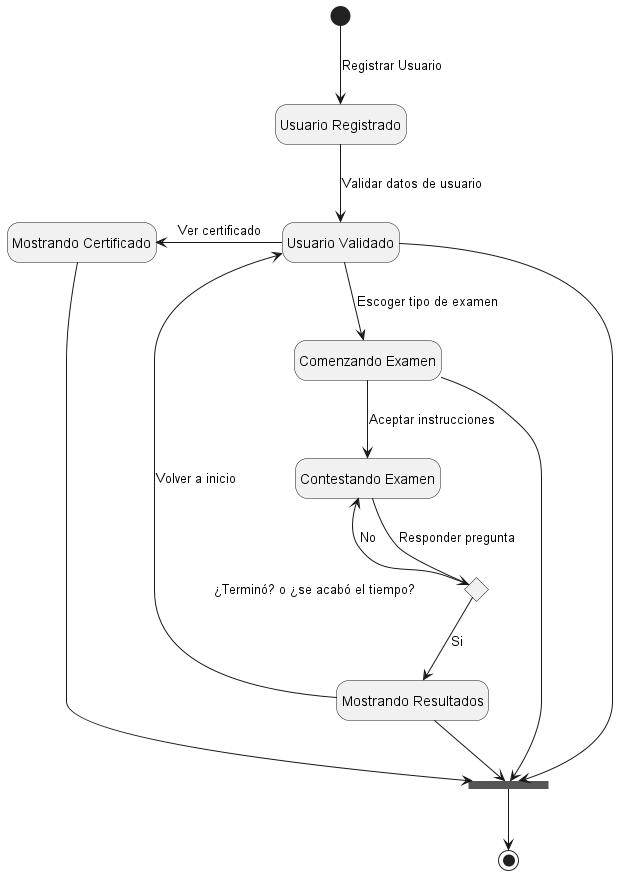 Registrar Usuario
Usuario Registrado
Validar datos de usuario
Ver certificado
Mostrando Certificado
Usuario Validado
Escoger tipo de examen
Comenzando Examen
Aceptar instrucciones
Volver a inicio
Contestando Examen
No
Responder pregunta
¿Terminó? o ¿se acabó el tiempo?
Si
Mostrando Resultados